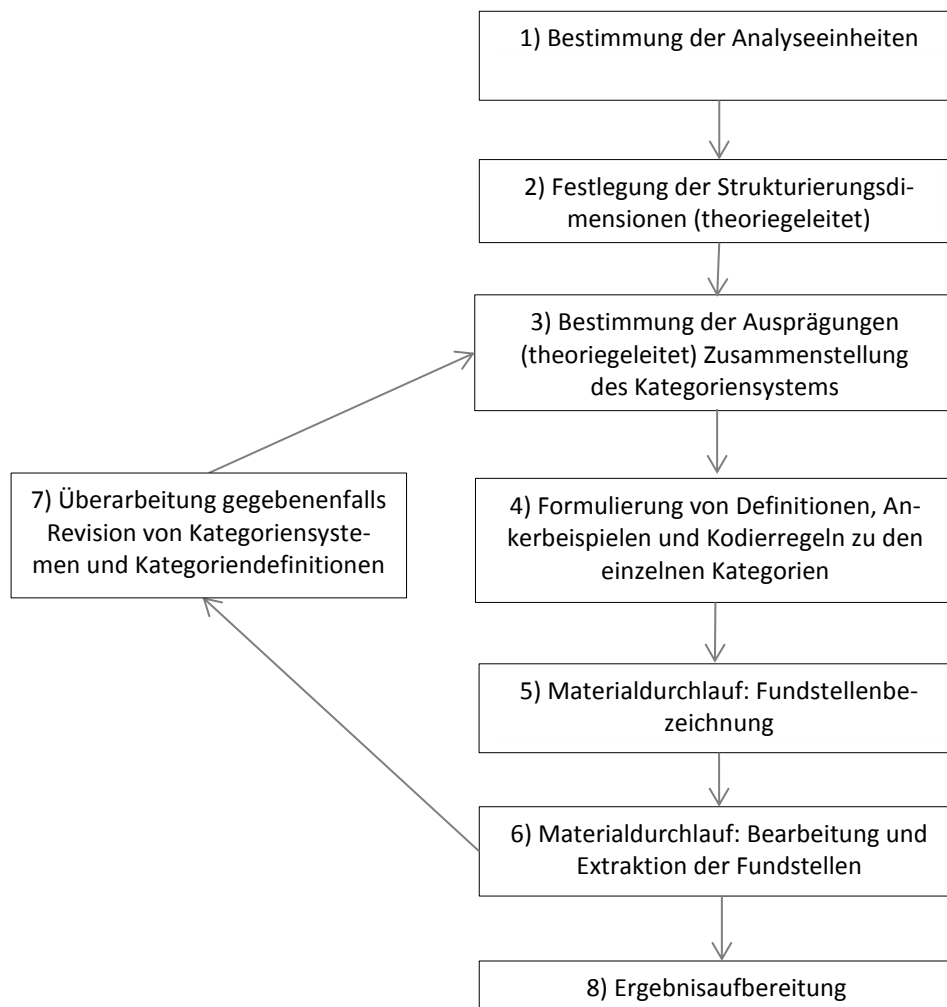 1) Bestimmung der Analyseeinheiten
2) Festlegung der Strukturierungsdi-
mensionen (theoriegeleitet)
3) Bestimmung der Ausprägungen
(theoriegeleitet) Zusammenstellung
des Kategoriensystems
4) Formulierung von Definitionen, An-
kerbeispielen und Kodierregeln zu den
einzelnen Kategorien
5) Materialdurchlauf: Fundstellenbe-
zeichnung
6) Materialdurchlauf: Bearbeitung und
Extraktion der Fundstellen
7) Überarbeitung gegebenenfalls
Revision von Kategoriensyste-
men und Kategoriendefinitionen
8) Ergebnisaufbereitung